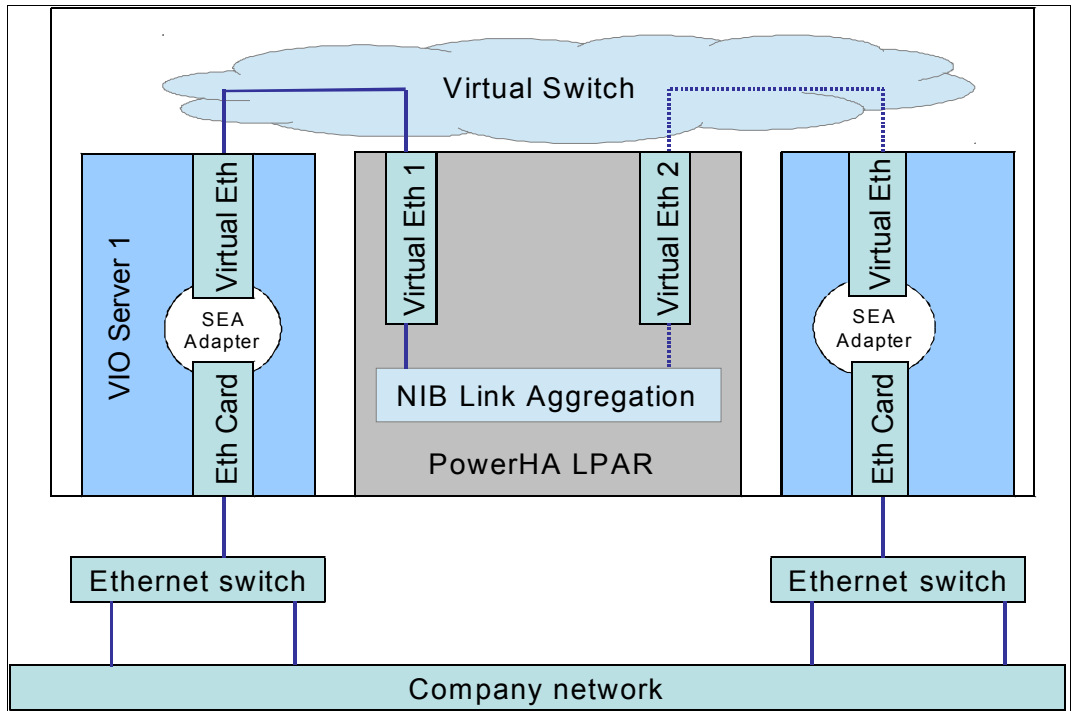 Virtual Switch
VIO Server 1
Virtual Eth
SEA
Adapter
Eth Card
Virtual Eth 1
Virtual Eth 2
NIB Link Aggregation
PowerHA LPAR
Virtual Eth
SEA
Adapter
Eth Card
Ethernet switch
Ethernet switch
Company network